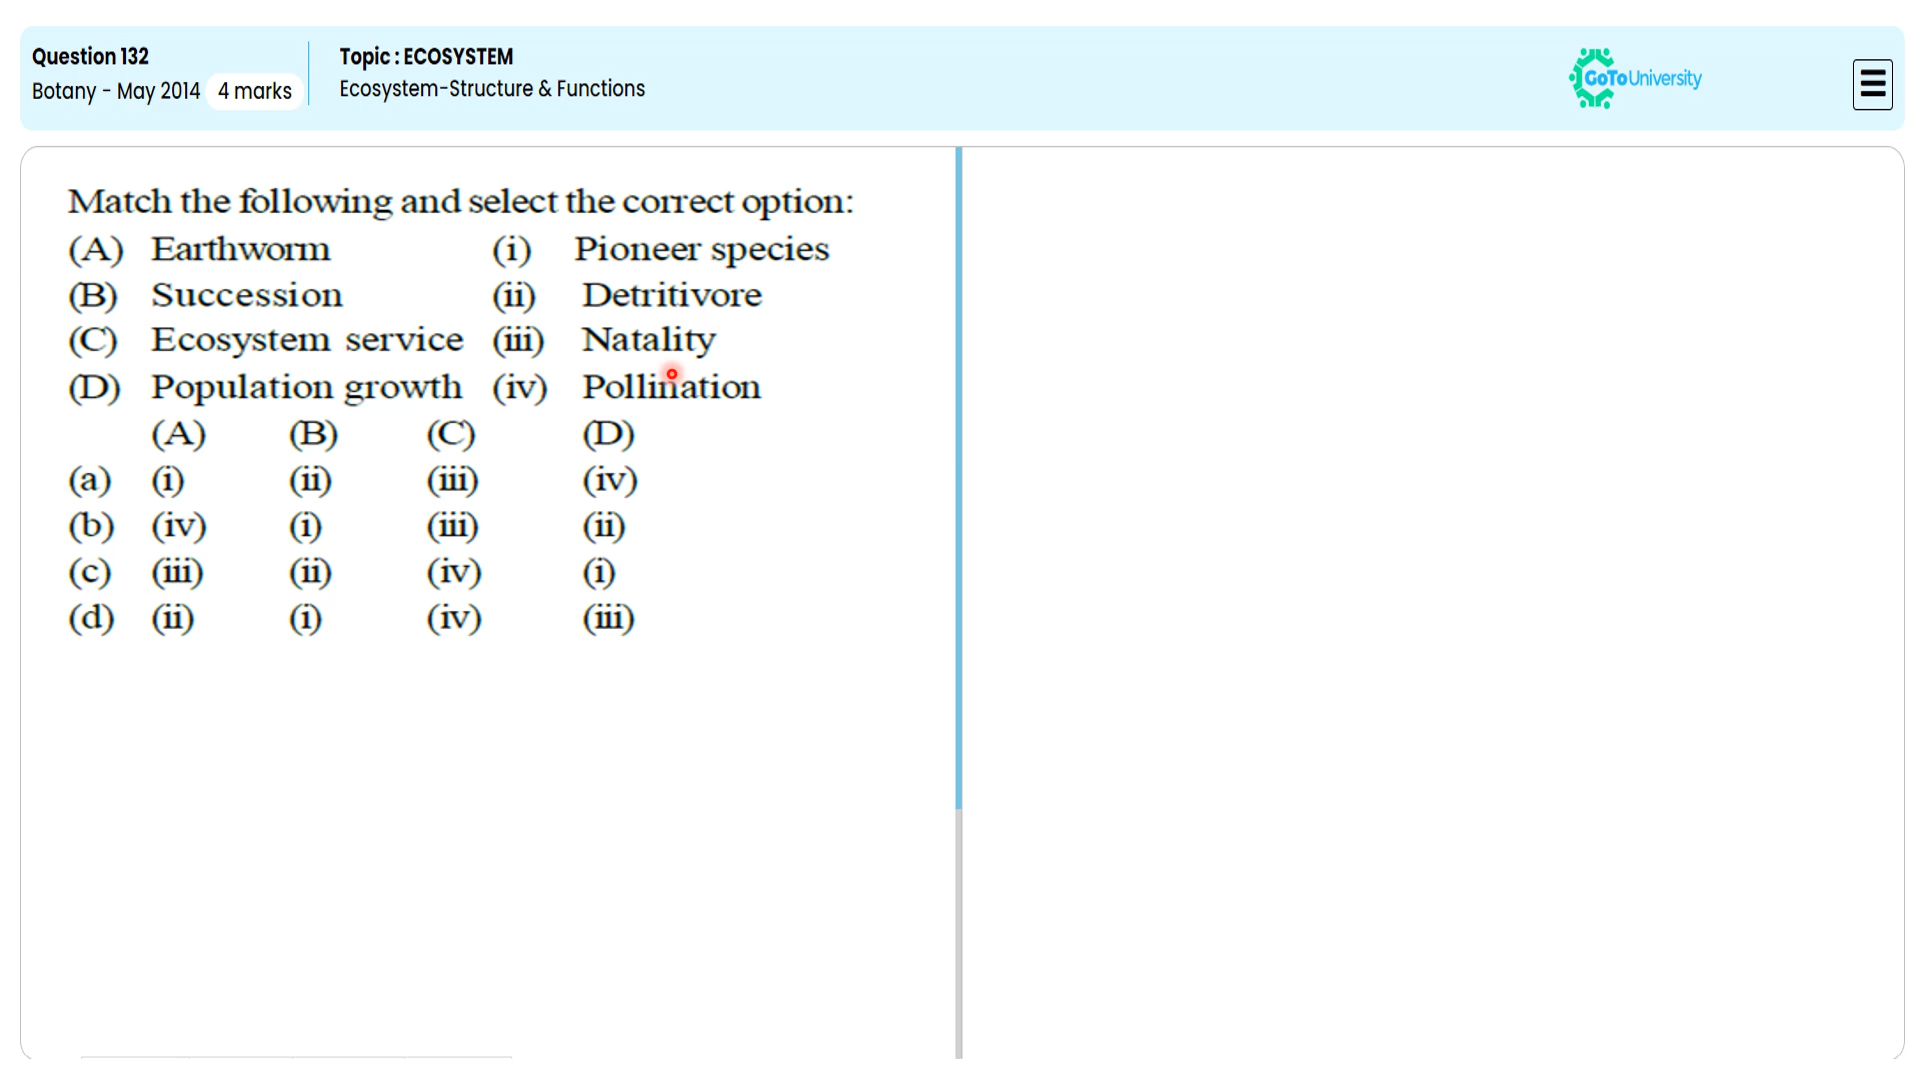 Question 132
Botany - May 2014 4 marks
Topic : ECOSYSTEM
Ecosystem-Structure & Functions
GoToUniversity
Match the following and select the correct option:
(A) Earthworm (i) Pioneer species
(B) Succession (ii) Detritivore
(C) Ecosystem service (iii) Natality
(D) Population growth (iv) Pollination
(A) (B) (C) (D)
(a) (i) (ii) (iii) (iv)
(b) (iv) (i) (iii) (ii)
(c) (iii) (ii) (iv) (i)
(d) (ii) (i) (iv) (iii)